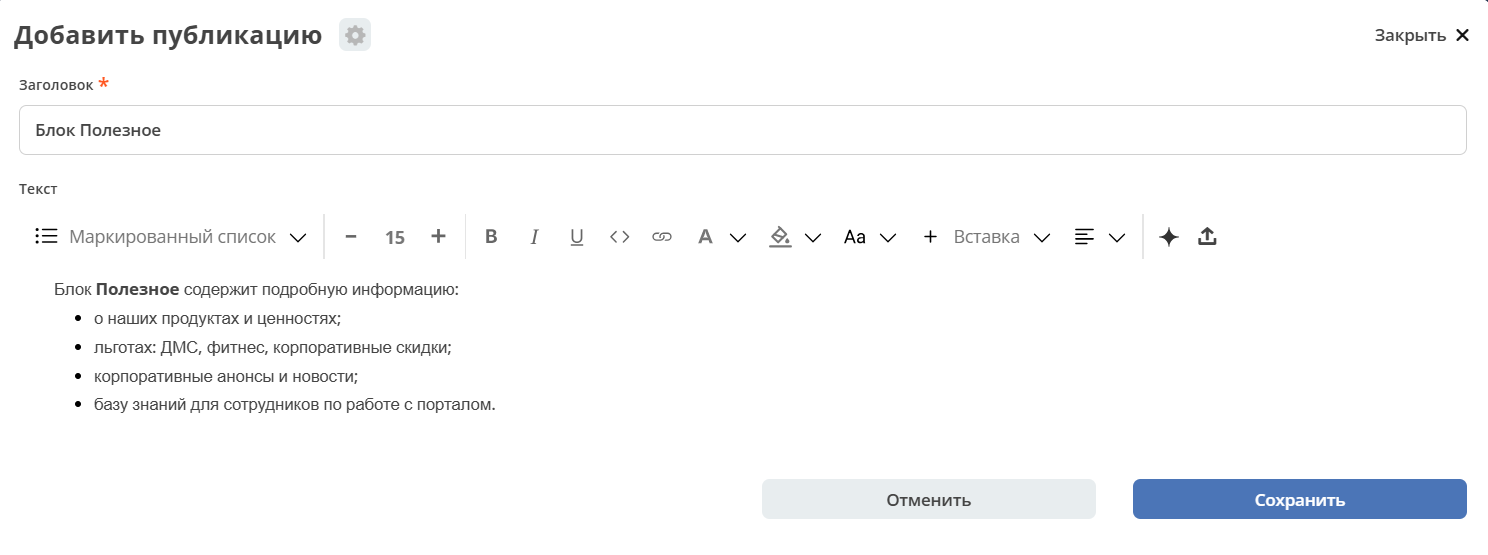 Добавить публикацию
Закрыть
Заголовок *
Блок Полезное
Текст
Маркированный список 15 B I U <> A Aa + Вставка
Блок Полезное содержит подробную информацию:
• о наших продуктах и ценностях;
• льготах: ДМС, фитнес, корпоративные скидки;
• корпоративные анонсы и новости;
• базу знаний для сотрудников по работе с порталом.
Отменить
Сохранить